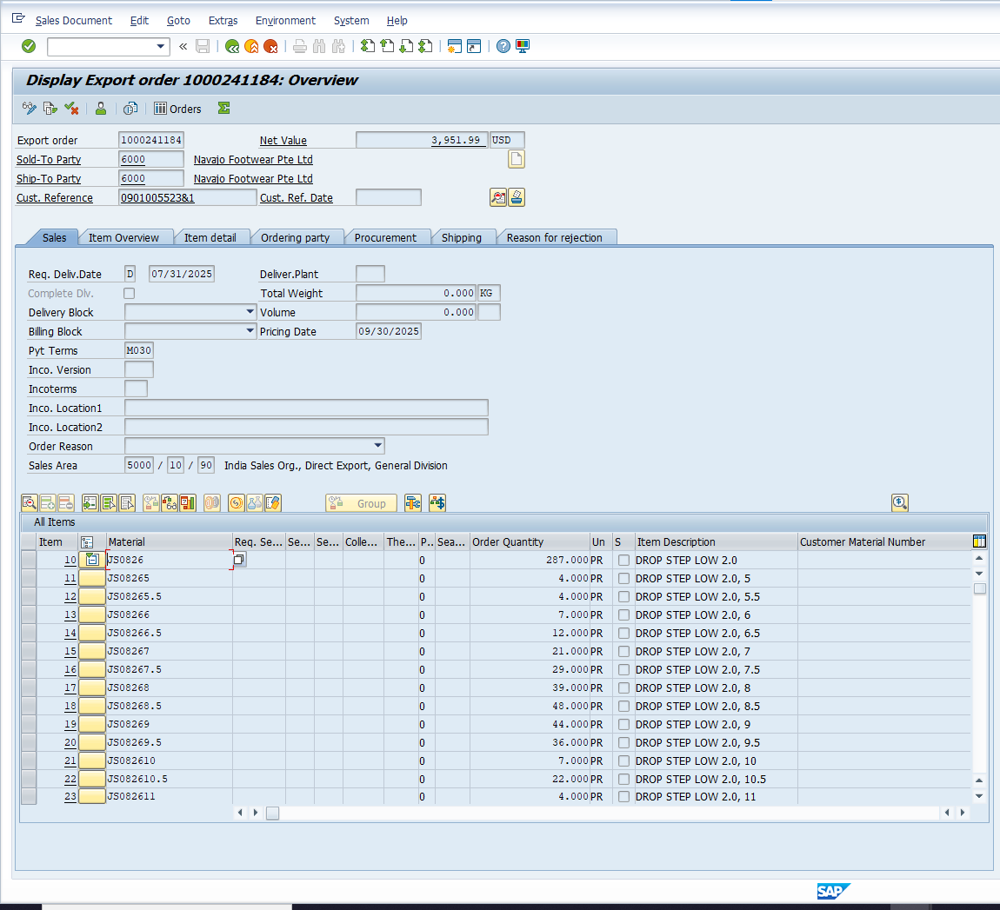 Sales Document Edit Goto Extras Environment System Help
Display Export order 1000241184: Overview
Orders
Export order 1000241184 Net Value 3,951.99 USD
Sold-To Party 6000 Navajo Footwear Pte Ltd
Ship-To Party 6000 Navajo Footwear Pte Ltd
Cust. Reference 0901005523&1 Cust. Ref. Date
Sales Item Overview Item detail Ordering party Procurement Shipping Reason for rejection
Req. Deliv.Date D 07/31/2025 Deliver.Plant
Complete Dlv. Total Weight 0.000 KG
Delivery Block Volume 0.000
Billing Block Pricing Date 09/30/2025
Pyt Terms M030
Inco. Version
Incoterms
Inco. Location1
Inco. Location2
Order Reason
Sales Area 5000 / 10 / 90 India Sales Org., Direct Export, General Division
Group
All Items
Item Material Req. Se... Se... Se... Colle... The... P.. Sea... Order Quantity Un S Item Description Customer Material Number
10 JS0826 0 287.000 PR DROP STEP LOW 2.0
11 JS08265 0 4.000 PR DROP STEP LOW 2.0, 5
12 JS08265.5 0 4.000 PR DROP STEP LOW 2.0, 5.5
13 JS08266 0 7.000 PR DROP STEP LOW 2.0, 6
14 JS08266.5 0 12.000 PR DROP STEP LOW 2.0, 6.5
15 JS08267 0 21.000 PR DROP STEP LOW 2.0, 7
16 JS08267.5 0 29.000 PR DROP STEP LOW 2.0, 7.5
17 JS08268 0 39.000 PR DROP STEP LOW 2.0, 8
18 JS08268.5 0 48.000 PR DROP STEP LOW 2.0, 8.5
19 JS08269 0 44.000 PR DROP STEP LOW 2.0, 9
20 JS08269.5 0 36.000 PR DROP STEP LOW 2.0, 9.5
21 JS082610 0 7.000 PR DROP STEP LOW 2.0, 10
22 JS082610.5 0 22.000 PR DROP STEP LOW 2.0, 10.5
23 JS082611 0 4.000 PR DROP STEP LOW 2.0, 11
SAP